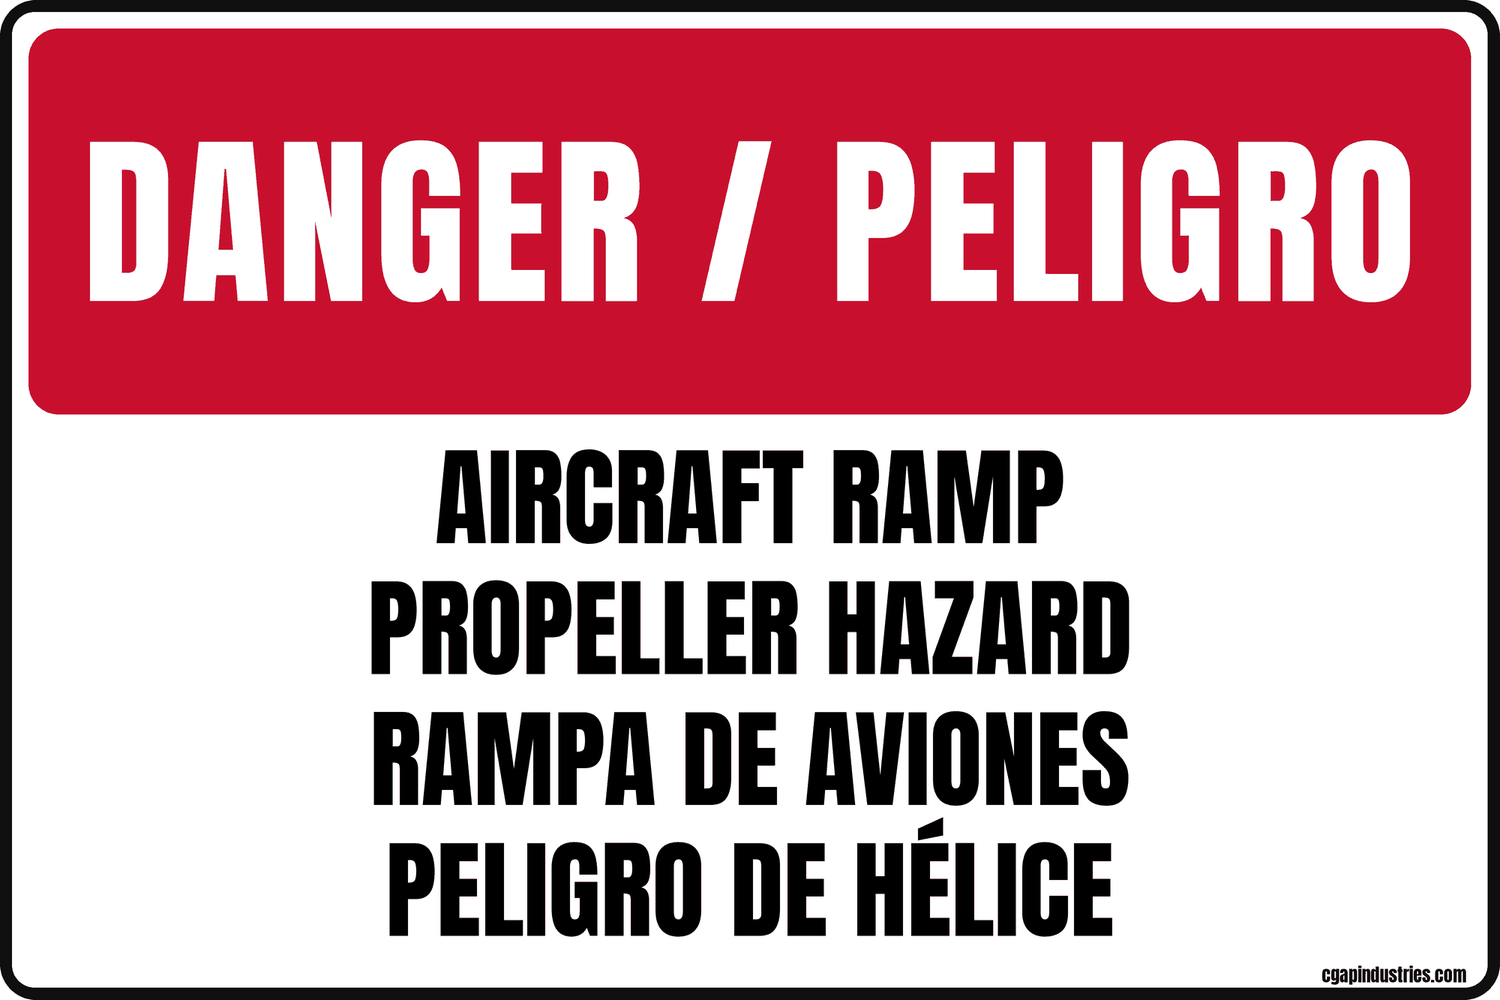 DANGER / PELIGRO
AIRCRAFT RAMP
PROPELLER HAZARD
RAMPA DE AVIONES
PELIGRO DE HÉLICE
cgapindustries.com